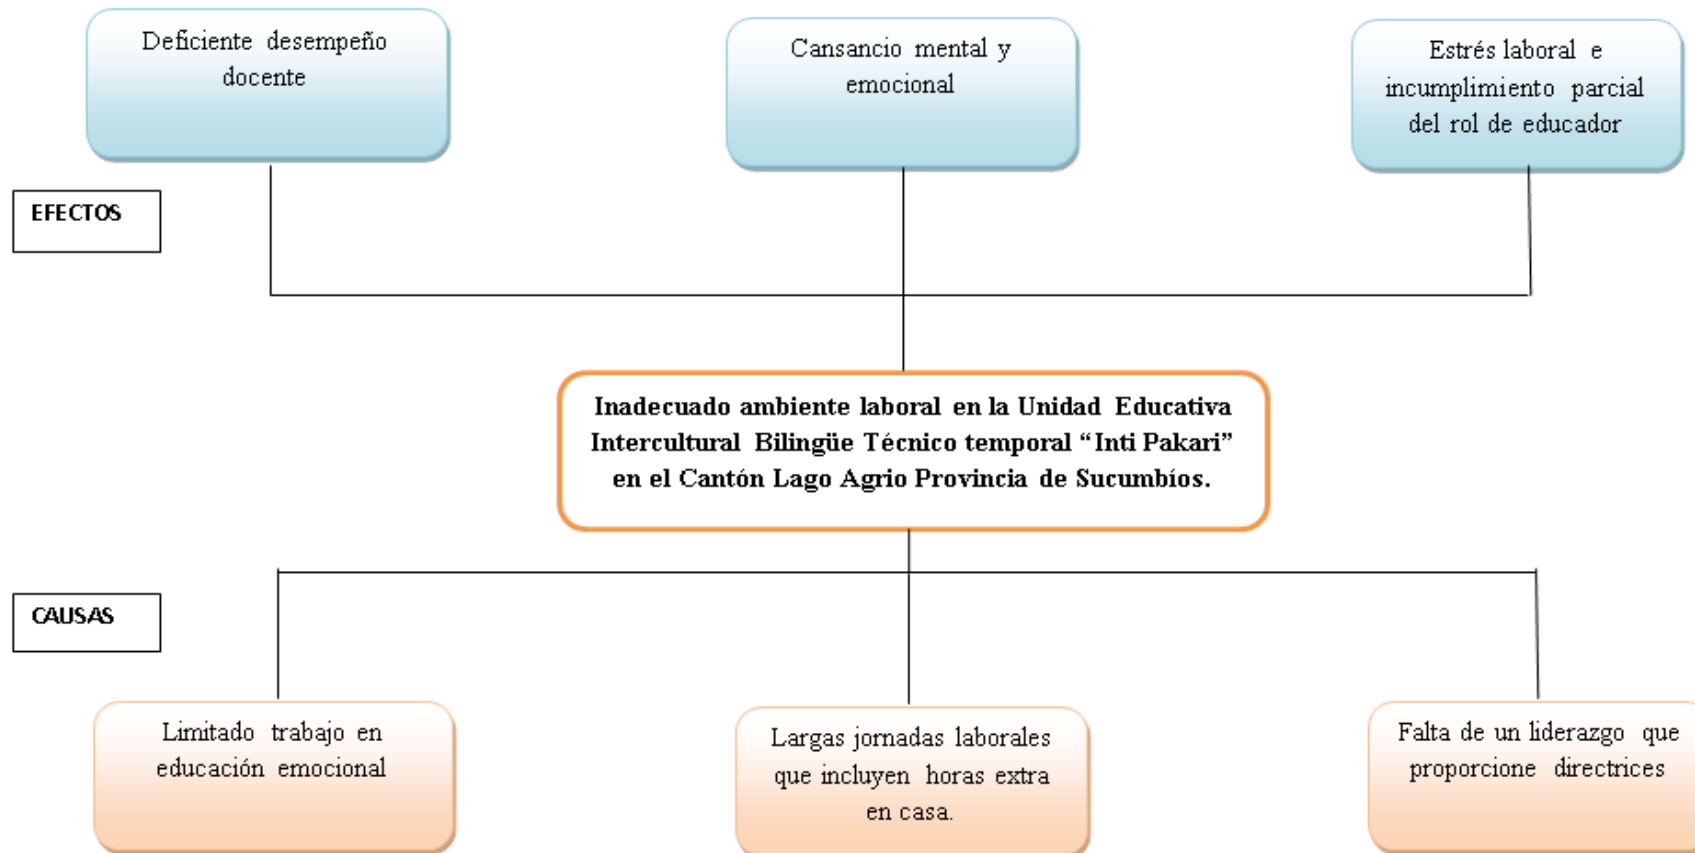 Deficiente desempeño
docente
Cansancio mental y
emocional
Estrés laboral e
incumplimiento parcial
del rol de educador
EFECTOS
Inadecuado ambiente laboral en la Unidad Educativa
Intercultural Bilingüe Técnico temporal “Inti Pakari”
en el Cantón Lago Agrio Provincia de Sucumbíos.
CAUSAS
Limitado trabajo en
educación emocional
Largas jornadas laborales
que incluyen horas extra
en casa.
Falta de un liderazgo que
proporcione directrices